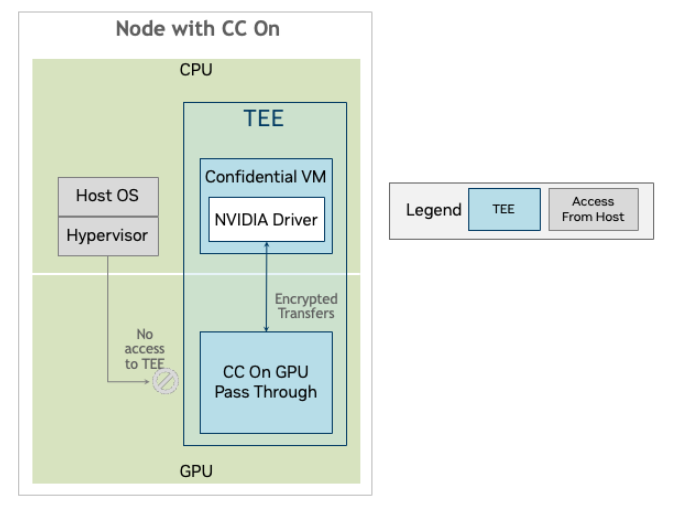 Node with CC On
CPU
TEE
Confidential VM
NVIDIA Driver
Host OS
Hypervisor
Encrypted
Transfers
No
access
to TEE
CC On GPU
Pass Through
GPU
Legend
TEE
Access
From Host